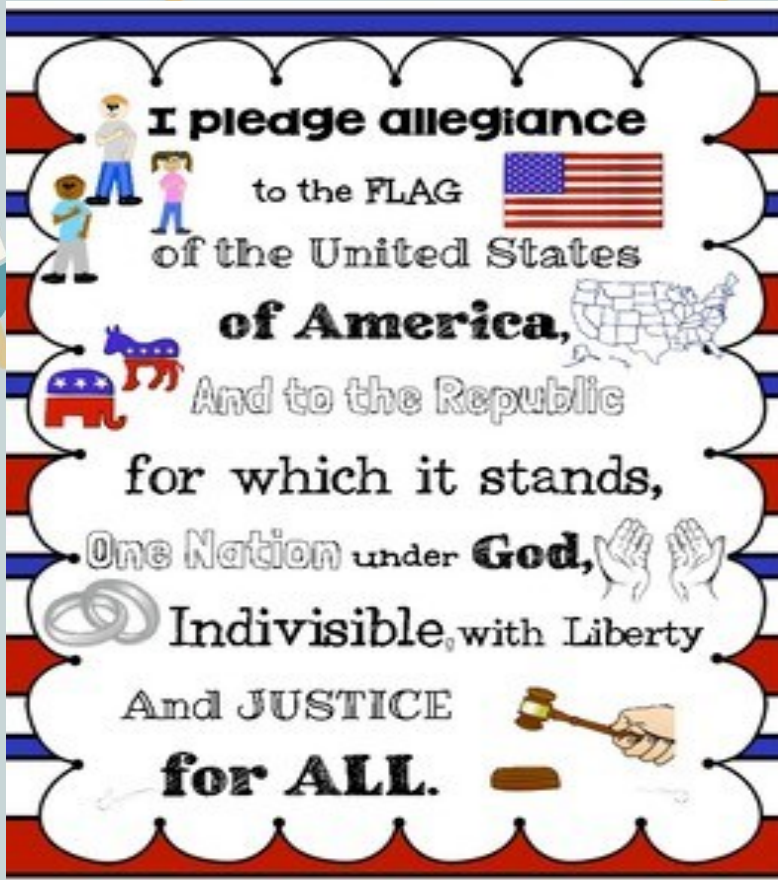 I pledge allegiance
to the FLAG
of the United States
of America,
And to the Republic
for which it stands,
One Nation under God,
Indivisible, with Liberty
And JUSTICE
for ALL.